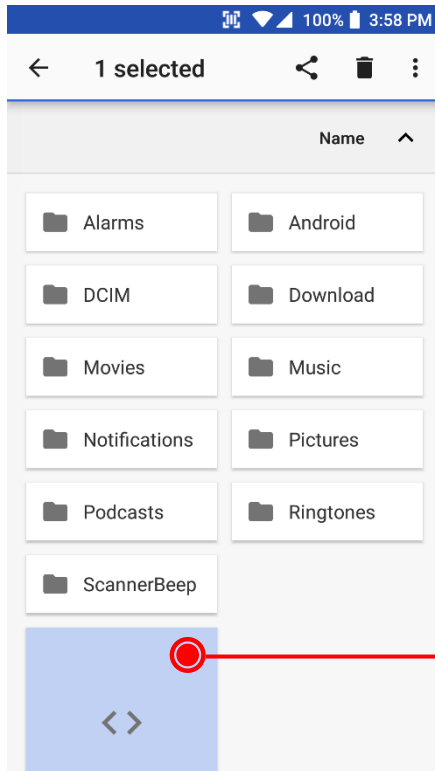 100% 3:58 PM
1 selected
Name
Alarms Android
DCIM Download
Movies Music
Notifications Pictures
Podcasts Ringtones
ScannerBeep